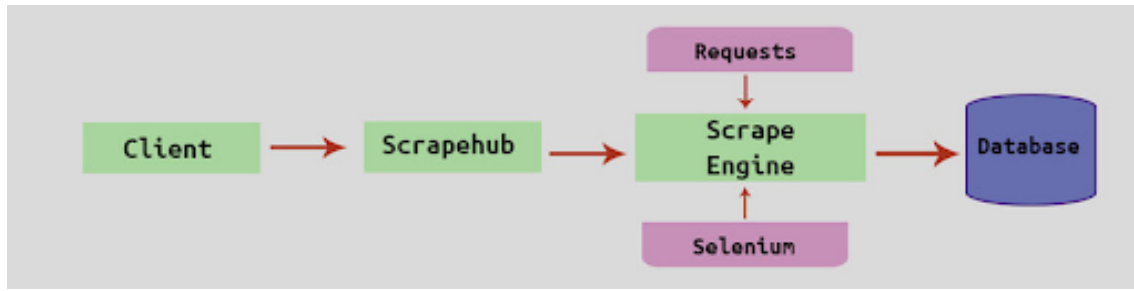 Requests
Client
Scrapehub
Scrape
Engine
Database
Selenium